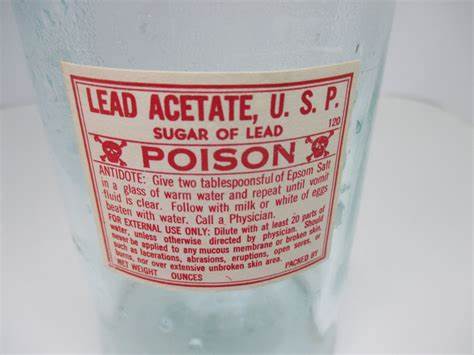 LEAD ACETATE, U. S. P.
120
SUGAR OF LEAD
POISON
ANTIDOTE: Give two tablespoonsful of Epsom Salt
in a glass of warm water and repeat until vomit
fluid is clear. Follow with milk or white of eggs
beaten with water. Call a Physician.
FOR EXTERNAL USE ONLY: Dilute with at least 20 parts of
water, unless otherwise directed by physician. Should
never be applied to any mucous membrane or broken skin,
such as lacerations, abrasions, eruptions, open sores, or
burns, nor over extensive unbroken skin area.
NET WEIGHT OUNCES PACKED BY